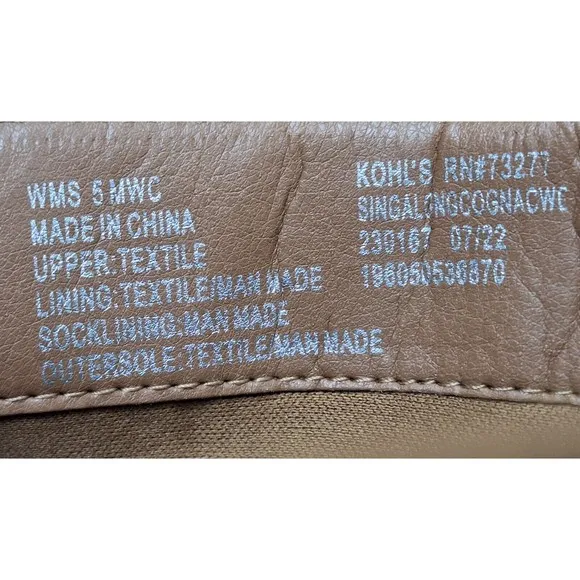 WMS 5 MWC
MADE IN CHINA
UPPER:TEXTILE
LINING:TEXTILE/MAN MADE
SOCKLINING:MAN MADE
OUTERSOLE:TEXTILE/MAN MADE
KOHL'S RN#73277
SINGALONGCOGNACWC
230167 07/22
196050530870